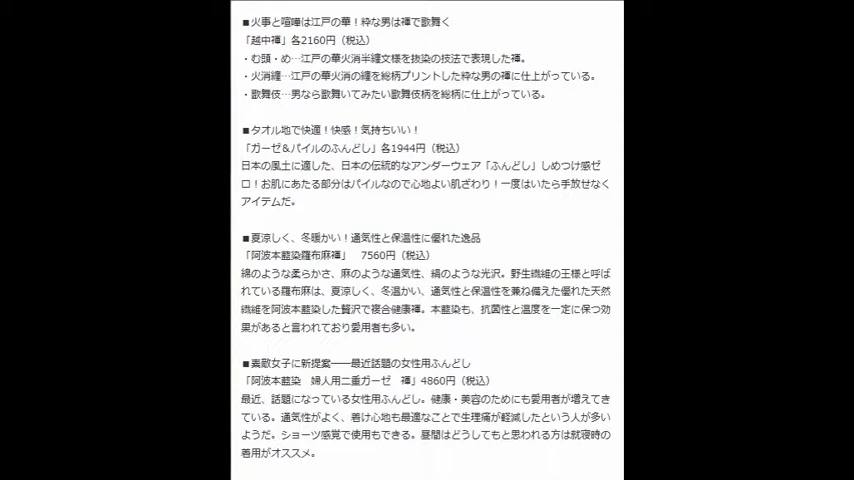 ■火事と喧嘩は江戸の華！粋な男は褌で歌舞く
「越中褌」各2160円（税込）
・む頭・め…江戸の華火消半纏文様を抜染の技法で表現した褌。
・火消纏…江戸の華火消の纏を総柄プリントした粋な男の褌に仕上がっている。
・歌舞伎…男なら歌舞いてみたい歌舞伎柄を総柄に仕上がっている。
■タオル地で快適！快感！気持ちいい！
「ガーゼ&パイルのふんどし」各1944円（税込）
日本の風土に適した、日本の伝統的なアンダーウェア「ふんどし」しめつけ感ゼ
ロ！お肌にあたる部分はパイルなので心地よい肌ざわり！一度はいたら手放せなく
アイテムだ。
■夏涼しく、冬暖かい！通気性と保温性に優れた逸品
「阿波本藍染羅布麻褌」　7560円（税込）
綿のような柔らかさ、麻のような通気性、絹のような光沢。野生繊維の王様と呼ば
れている羅布麻は、夏涼しく、冬温かい、通気性と保温性を兼ね備えた優れた天然
繊維を阿波本藍染した贅沢で複合健康褌。本藍染も、抗菌性と温度を一定に保つ効
果があると言われており愛用者も多い。
■素敵女子に新提案――最近話題の女性用ふんどし
「阿波本藍染　婦人用二重ガーゼ　褌」4860円（税込）
最近、話題になっている女性用ふんどし。健康・美容のためにも愛用者が増えてき
ている。通気性がよく、着け心地も最適なことで生理痛が軽減したという人が多い
ようだ。ショーツ感覚で使用もできる。昼間はどうしてもと思われる方は就寝時の
着用がオススメ。